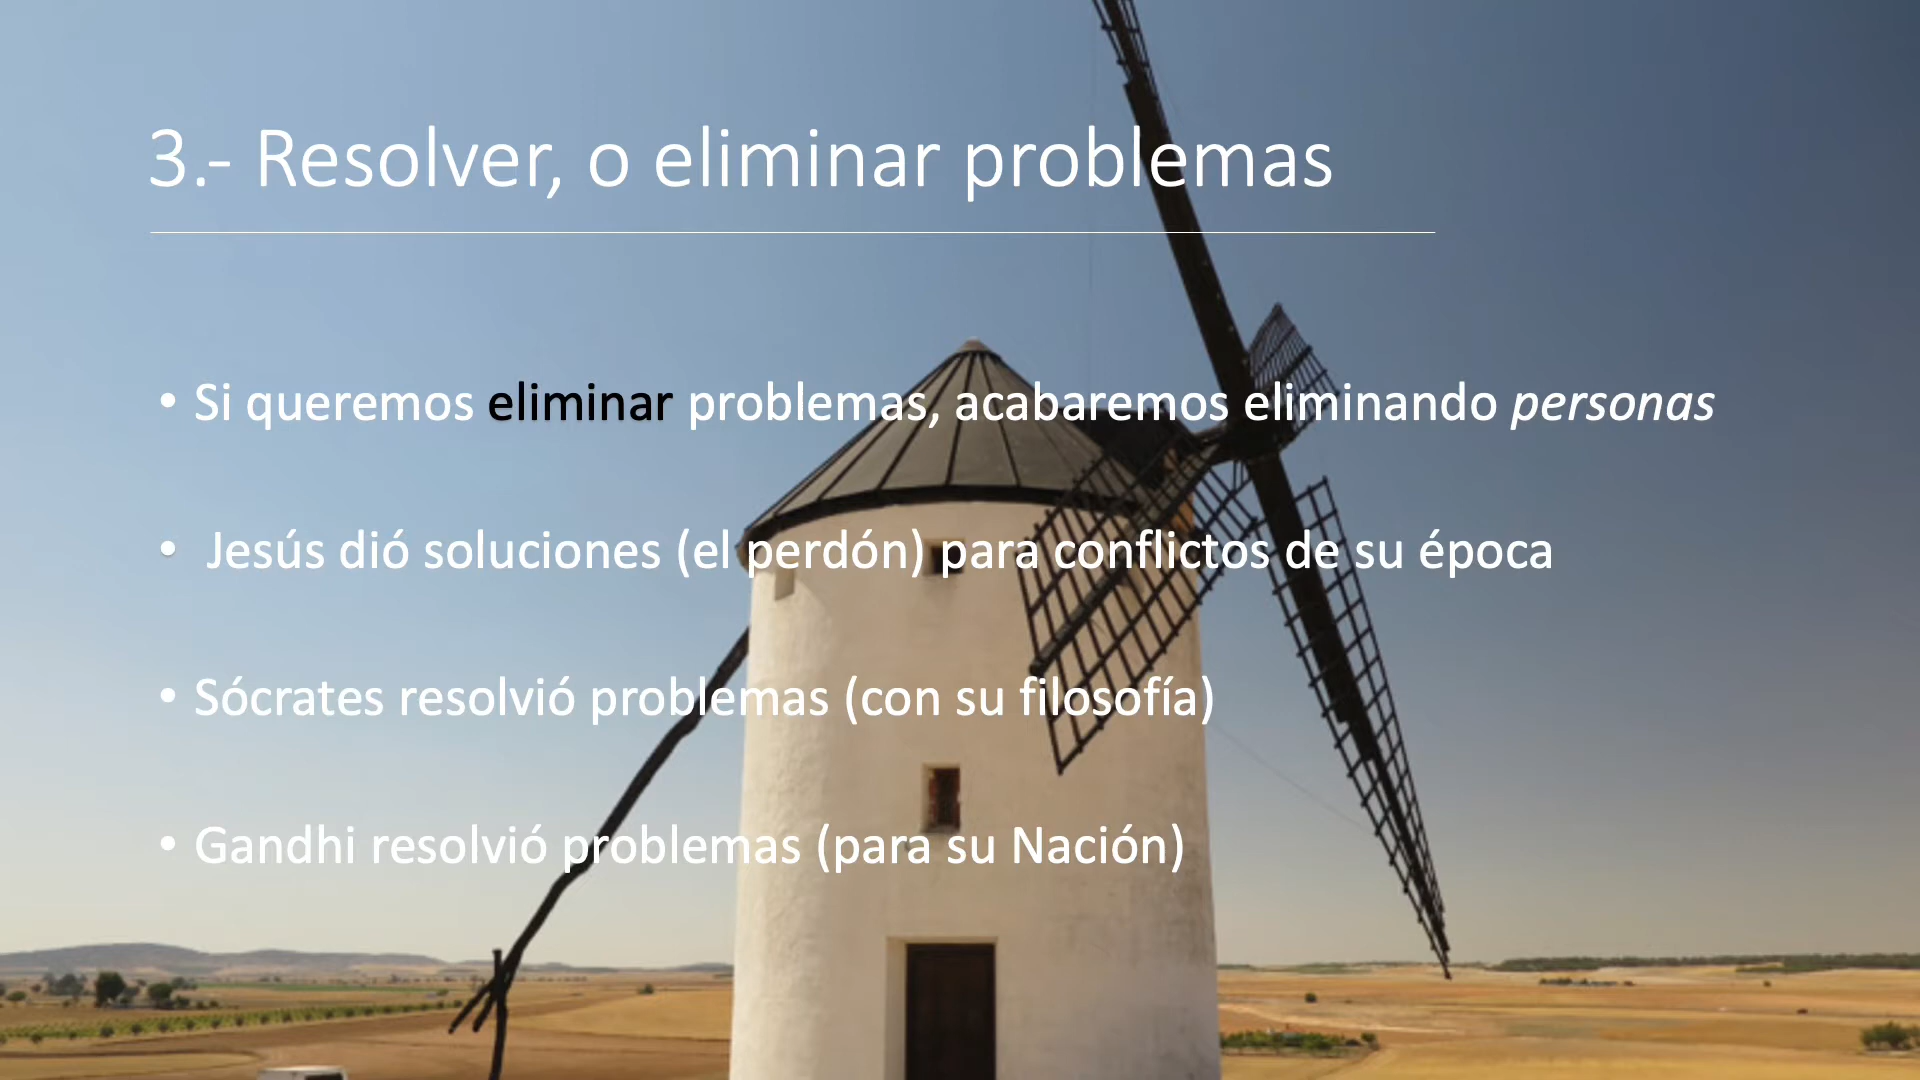 3.- Resolver, o eliminar problemas
• Si queremos eliminar problemas, acabaremos eliminando personas
• Jesús dió soluciones (el perdón) para conflictos de su época
• Sócrates resolvió problemas (con su filosofía)
• Gandhi resolvió problemas (para su Nación)